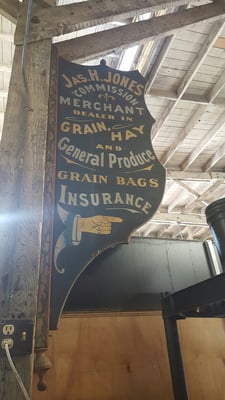 JAS. H. JONES
COMMISSION
MERCHANT
DEALER IN
GRAIN, HAY
AND
General Produce
GRAIN BAGS
INSURANCE